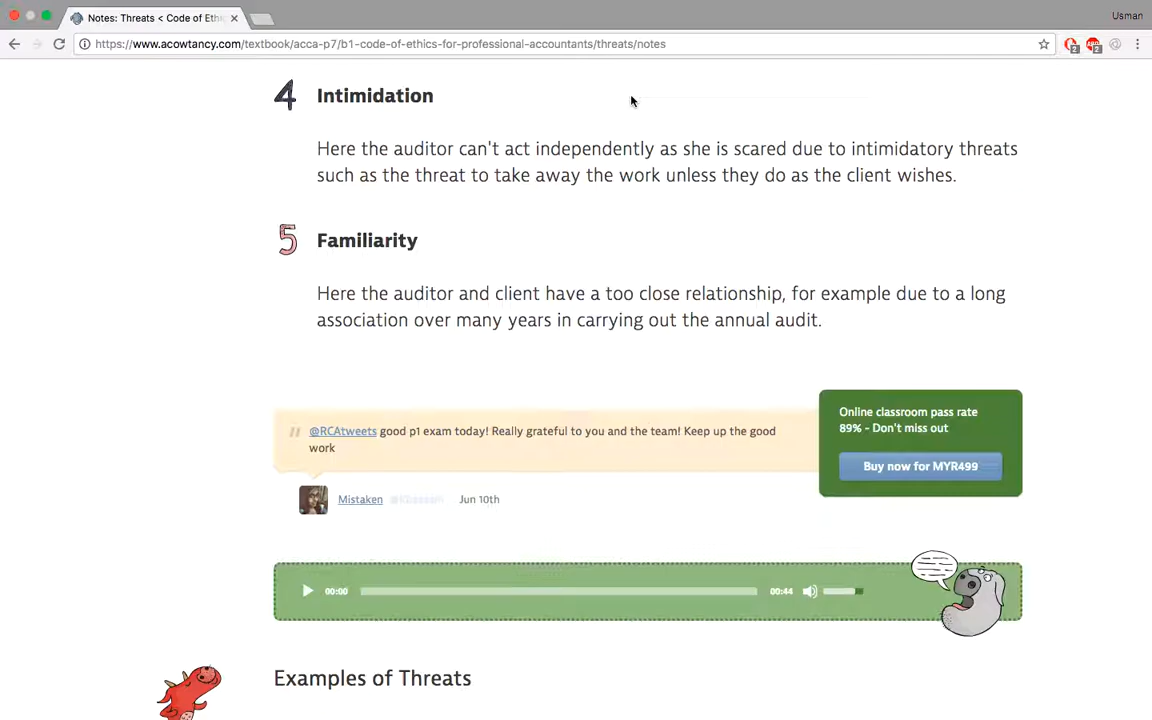 Notes: Threats < Code of Ethi
Usman
https://www.acowtancy.com/textbook/acca-p7/b1-code-of-ethics-for-professional-accountants/threats/notes
2
2
4 Intimidation
Here the auditor can't act independently as she is scared due to intimidatory threats
such as the threat to take away the work unless they do as the client wishes.
5 Familiarity
Here the auditor and client have a too close relationship, for example due to a long
association over many years in carrying out the annual audit.
@RCAtweets good p1 exam today! Really grateful to you and the team! Keep up the good
work
Online classroom pass rate
89% - Don't miss out
Buy now for MYR499
Mistaken Jun 10th
00:00 00:44
Examples of Threats